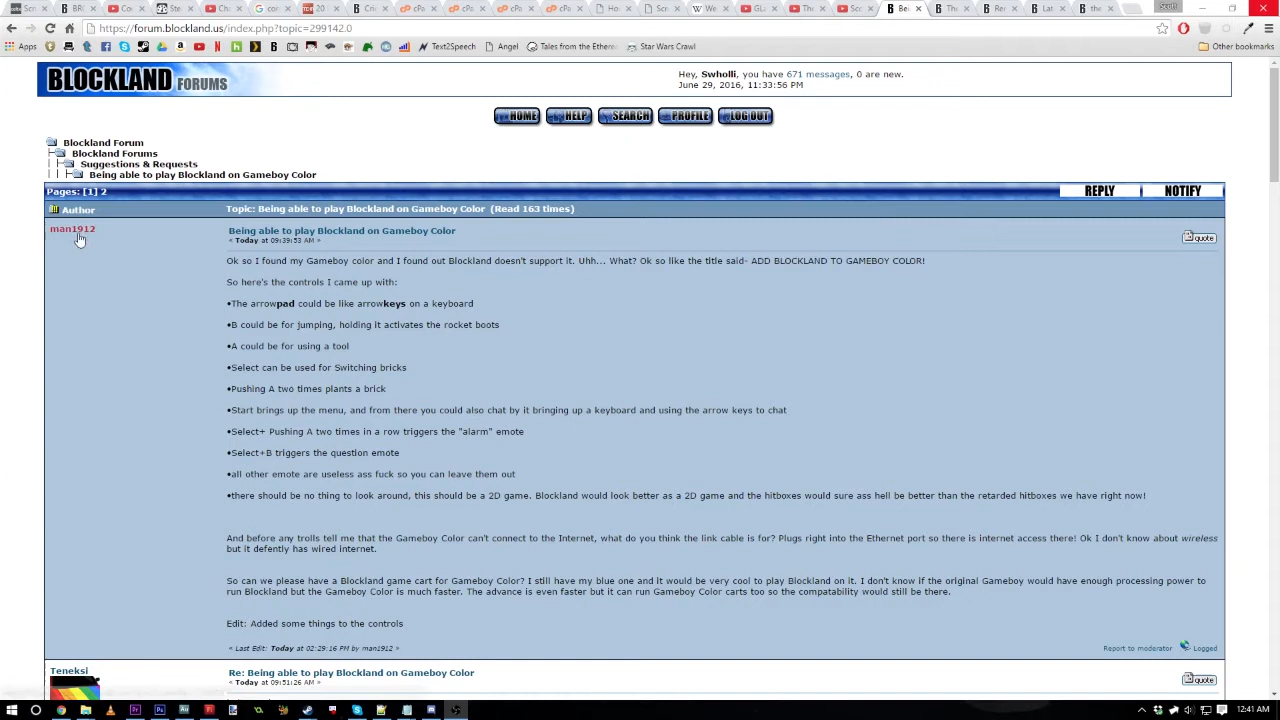 Scott
https://forum.blockland.us/index.php?topic=299142.0
Apps
Text2Speech
Angel
Tales from the Ethern
Star Wars Crawl
Other bookmarks
BLOCKLAND FORUMS
Hey, Swholli, you have 671 messages, 0 are new.
June 29, 2016, 11:33:56 PM
HOME HELP SEARCH PROFILE LOG OUT
Blockland Forum
Blockland Forums
Suggestions & Requests
Being able to play Blockland on Gameboy Color
Pages: [1] 2
REPLY NOTIFY
Author
Topic: Being able to play Blockland on Gameboy Color (Read 163 times)
man1912
Being able to play Blockland on Gameboy Color
« Today at 09:39:53 AM »
quote
Ok so I found my Gameboy color and I found out Blockland doesn't support it. Uhh... What? Ok so like the title said- ADD BLOCKLAND TO GAMEBOY COLOR!
So here's the controls I came up with:
•The arrowpad could be like arrowkeys on a keyboard
•B could be for jumping, holding it activates the rocket boots
•A could be for using a tool
•Select can be used for Switching bricks
•Pushing A two times plants a brick
•Start brings up the menu, and from there you could also chat by it bringing up a keyboard and using the arrow keys to chat
•Select+ Pushing A two times in a row triggers the "alarm" emote
•Select+B triggers the question emote
•all other emote are useless ass fuck so you can leave them out
•there should be no thing to look around, this should be a 2D game. Blockland would look better as a 2D game and the hitboxes would sure ass hell be better than the retarded hitboxes we have right now!
And before any trolls tell me that the Gameboy Color can't connect to the Internet, what do you think the link cable is for? Plugs right into the Ethernet port so there is internet access there! Ok I don't know about wireless
but it defently has wired internet.
So can we please have a Blockland game cart for Gameboy Color? I still have my blue one and it would be very cool to play Blockland on it. I don't know if the original Gameboy would have enough processing power to
run Blockland but the Gameboy Color is much faster. The advance is even faster but it can run Gameboy Color carts too so the compatability would still be there.
Edit: Added some things to the controls
« Last Edit: Today at 02:29:16 PM by man1912 »
Report to moderator Logged
Teneksi
Re: Being able to play Blockland on Gameboy Color
« Today at 09:51:26 AM »
quote
12:41 AM